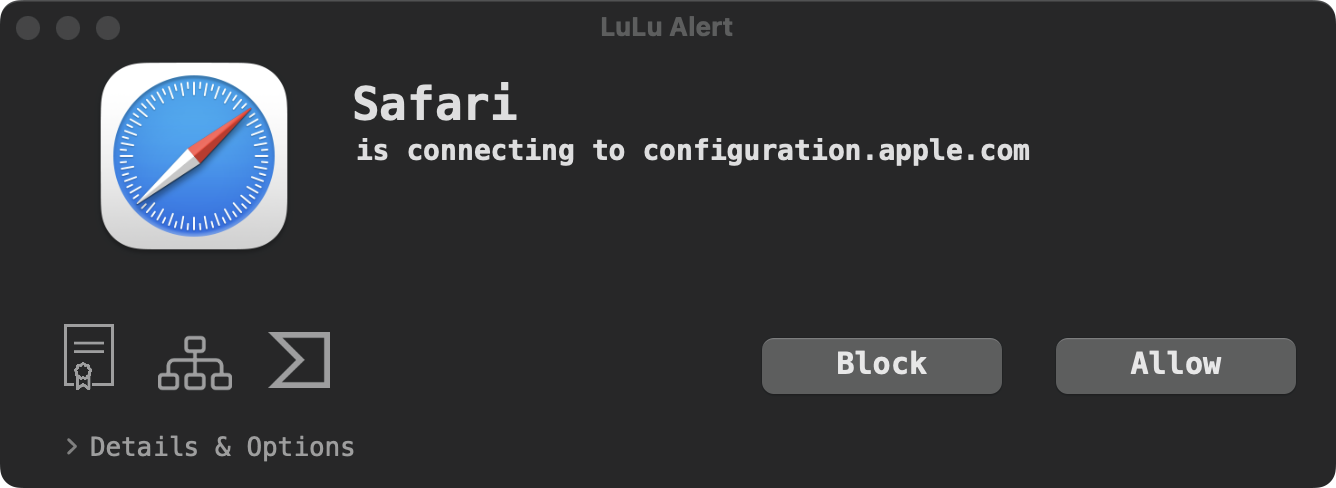 LuLu Alert
Safari
is connecting to configuration.apple.com
Block
Allow
> Details & Options